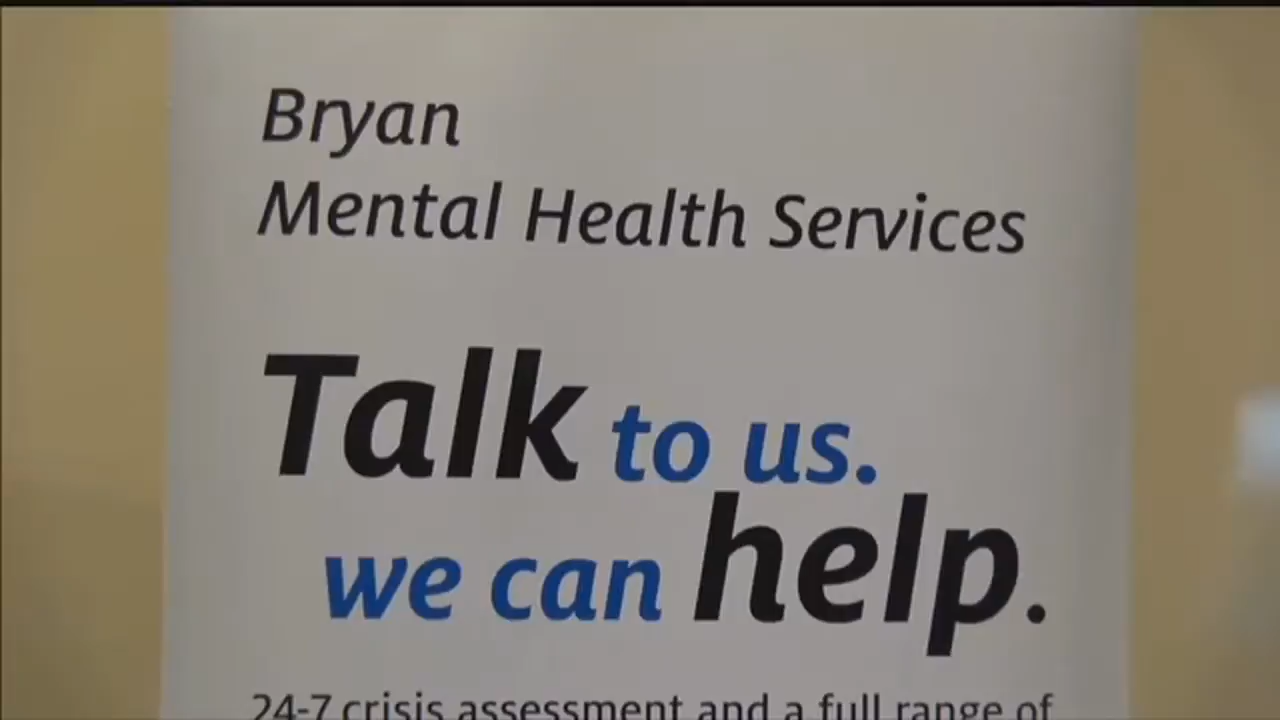 Bryan
Mental Health Services
Talk to us.
we can help.
24-7 crisis assessment and a full range of